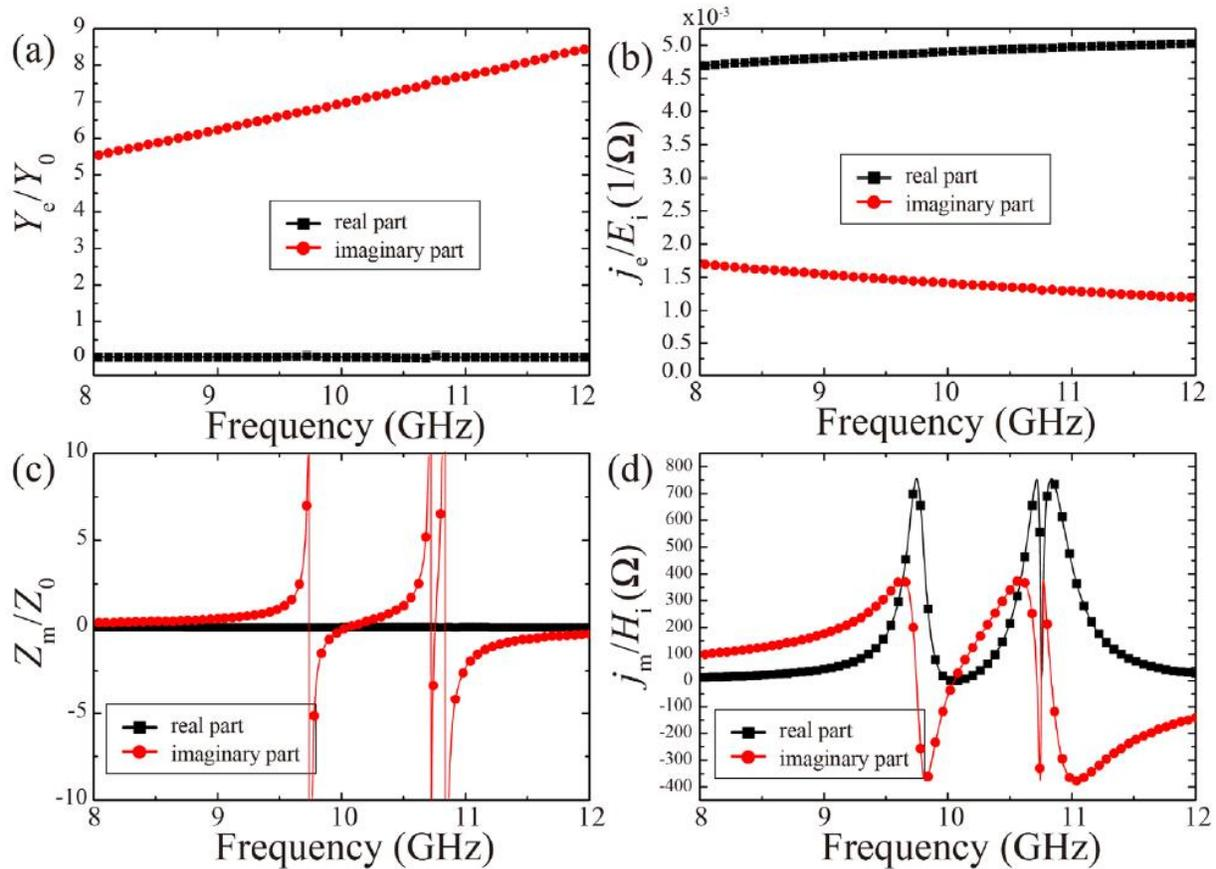 (a)
9
8
7
6
5
4
3
2
1
0
Y_e/Y_0
real part
imaginary part
8 9 10 11 12
Frequency (GHz)
(b)
x10^-3
5.0
4.5
4.0
3.5
3.0
2.5
2.0
1.5
1.0
0.5
0.0
j_e/E_i (1/Ω)
real part
imaginary part
8 9 10 11 12
Frequency (GHz)
(c)
10
5
0
-5
-10
Z_m/Z_0
real part
imaginary part
8 9 10 11 12
Frequency (GHz)
(d)
800
700
600
500
400
300
200
100
0
-100
-200
-300
-400
j_m/H_i (Ω)
real part
imaginary part
8 9 10 11 12
Frequency (GHz)